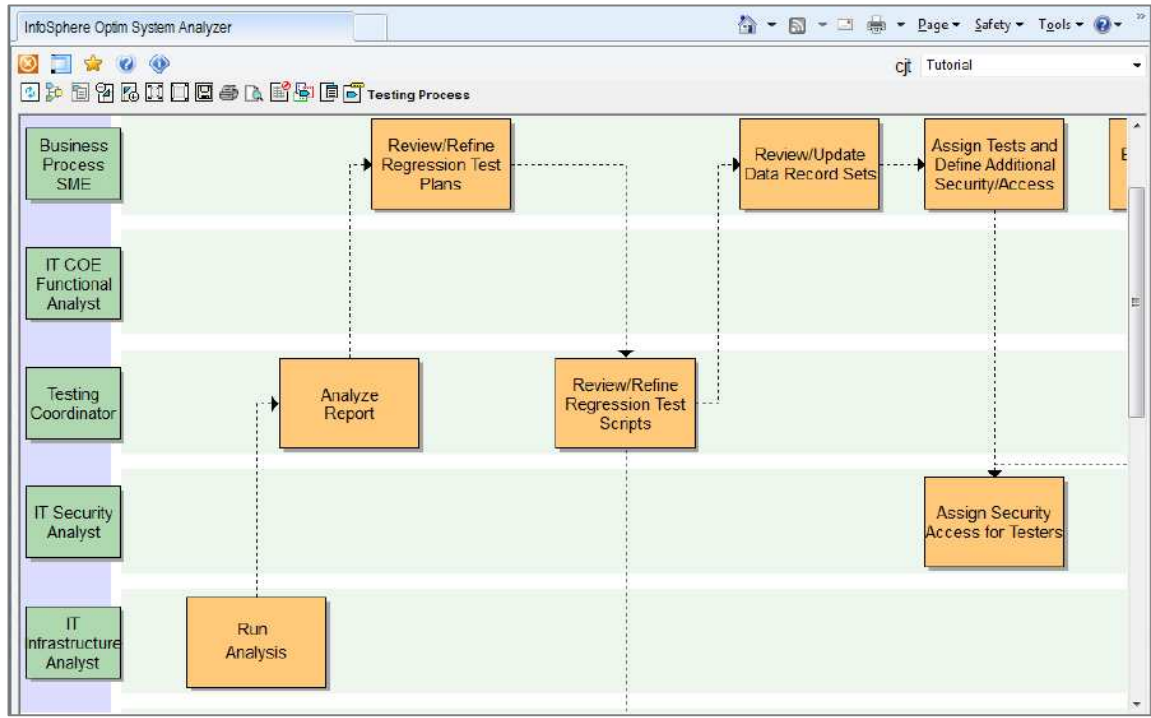 InfoSphere Optim System Analyzer
Page
Safety
Tools
cjt
Tutorial
Testing Process
Business
Process
SME
Review/Refine
Regression Test
Plans
Review/Update
Data Record Sets
Assign Tests and
Define Additional
Security/Access
IT COE
Functional
Analyst
Testing
Coordinator
Analyze
Report
Review/Refine
Regression Test
Scripts
IT Security
Analyst
Assign Security
Access for Testers
IT
Infrastructure
Analyst
Run
Analysis